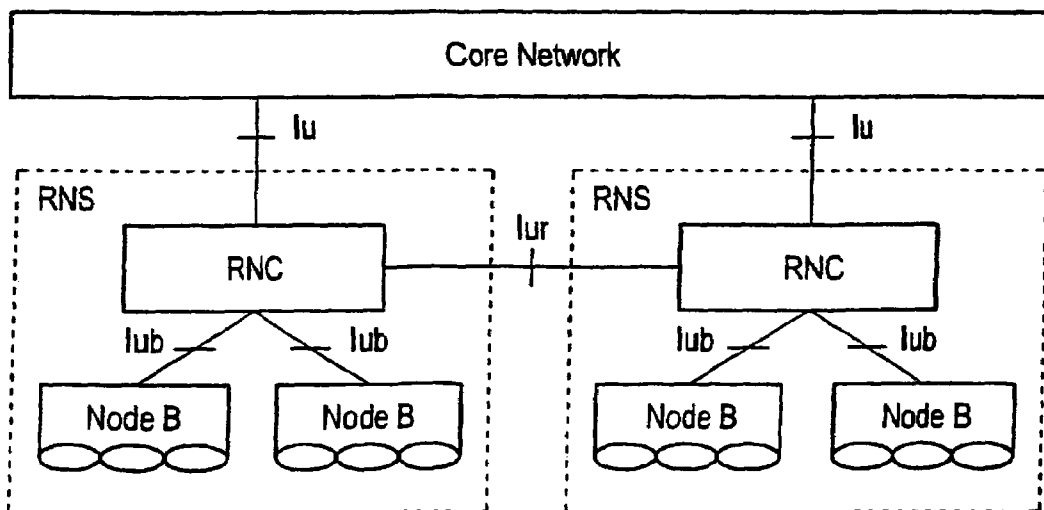 Core Network
Iu
Iu
RNS
RNS
Iur
RNC
RNC
Iub
Iub
Iub
Iub
Node B
Node B
Node B
Node B